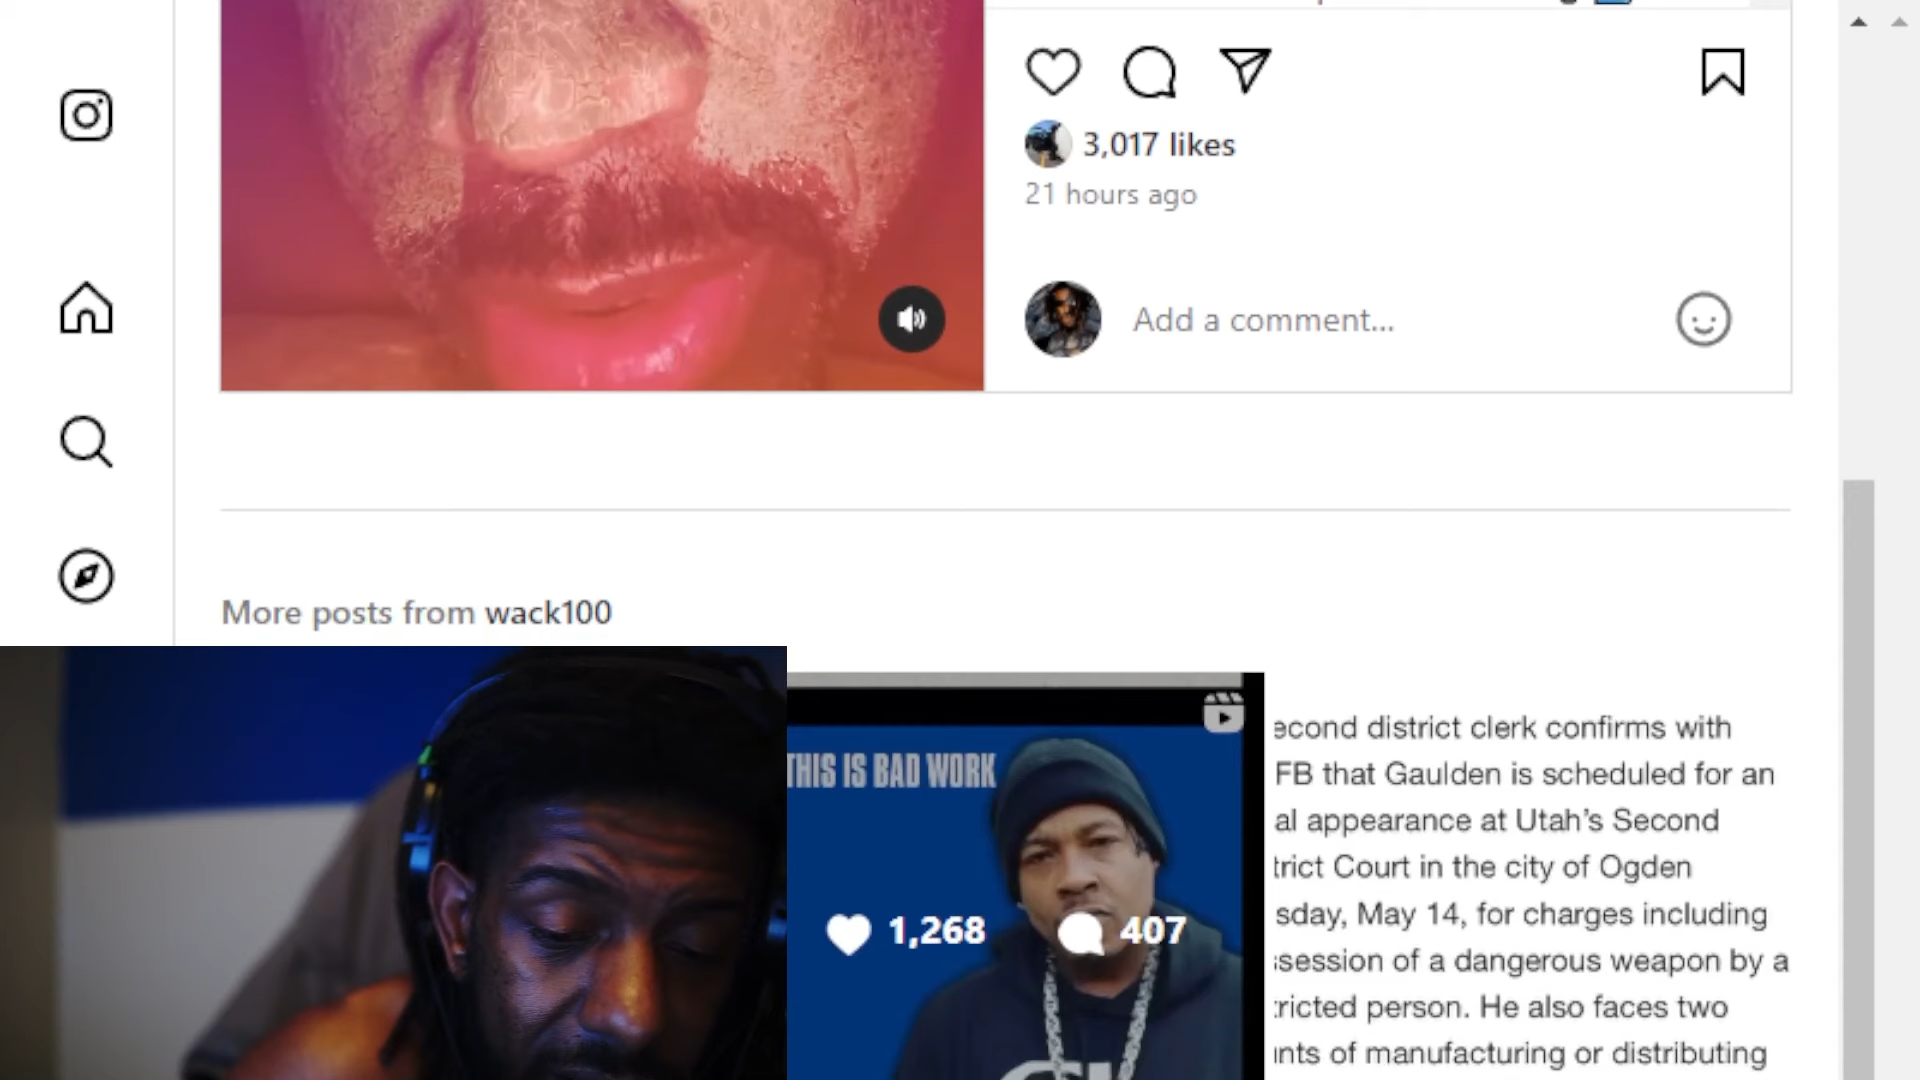 3,017 likes
21 hours ago
Add a comment...
More posts from wack100
THIS IS BAD WORK
1,268
407
econd district clerk confirms with
FB that Gaulden is scheduled for an
al appearance at Utah’s Second
trict Court in the city of Ogden
sday, May 14, for charges including
session of a dangerous weapon by a
ricted person. He also faces two
nts of manufacturing or distributing